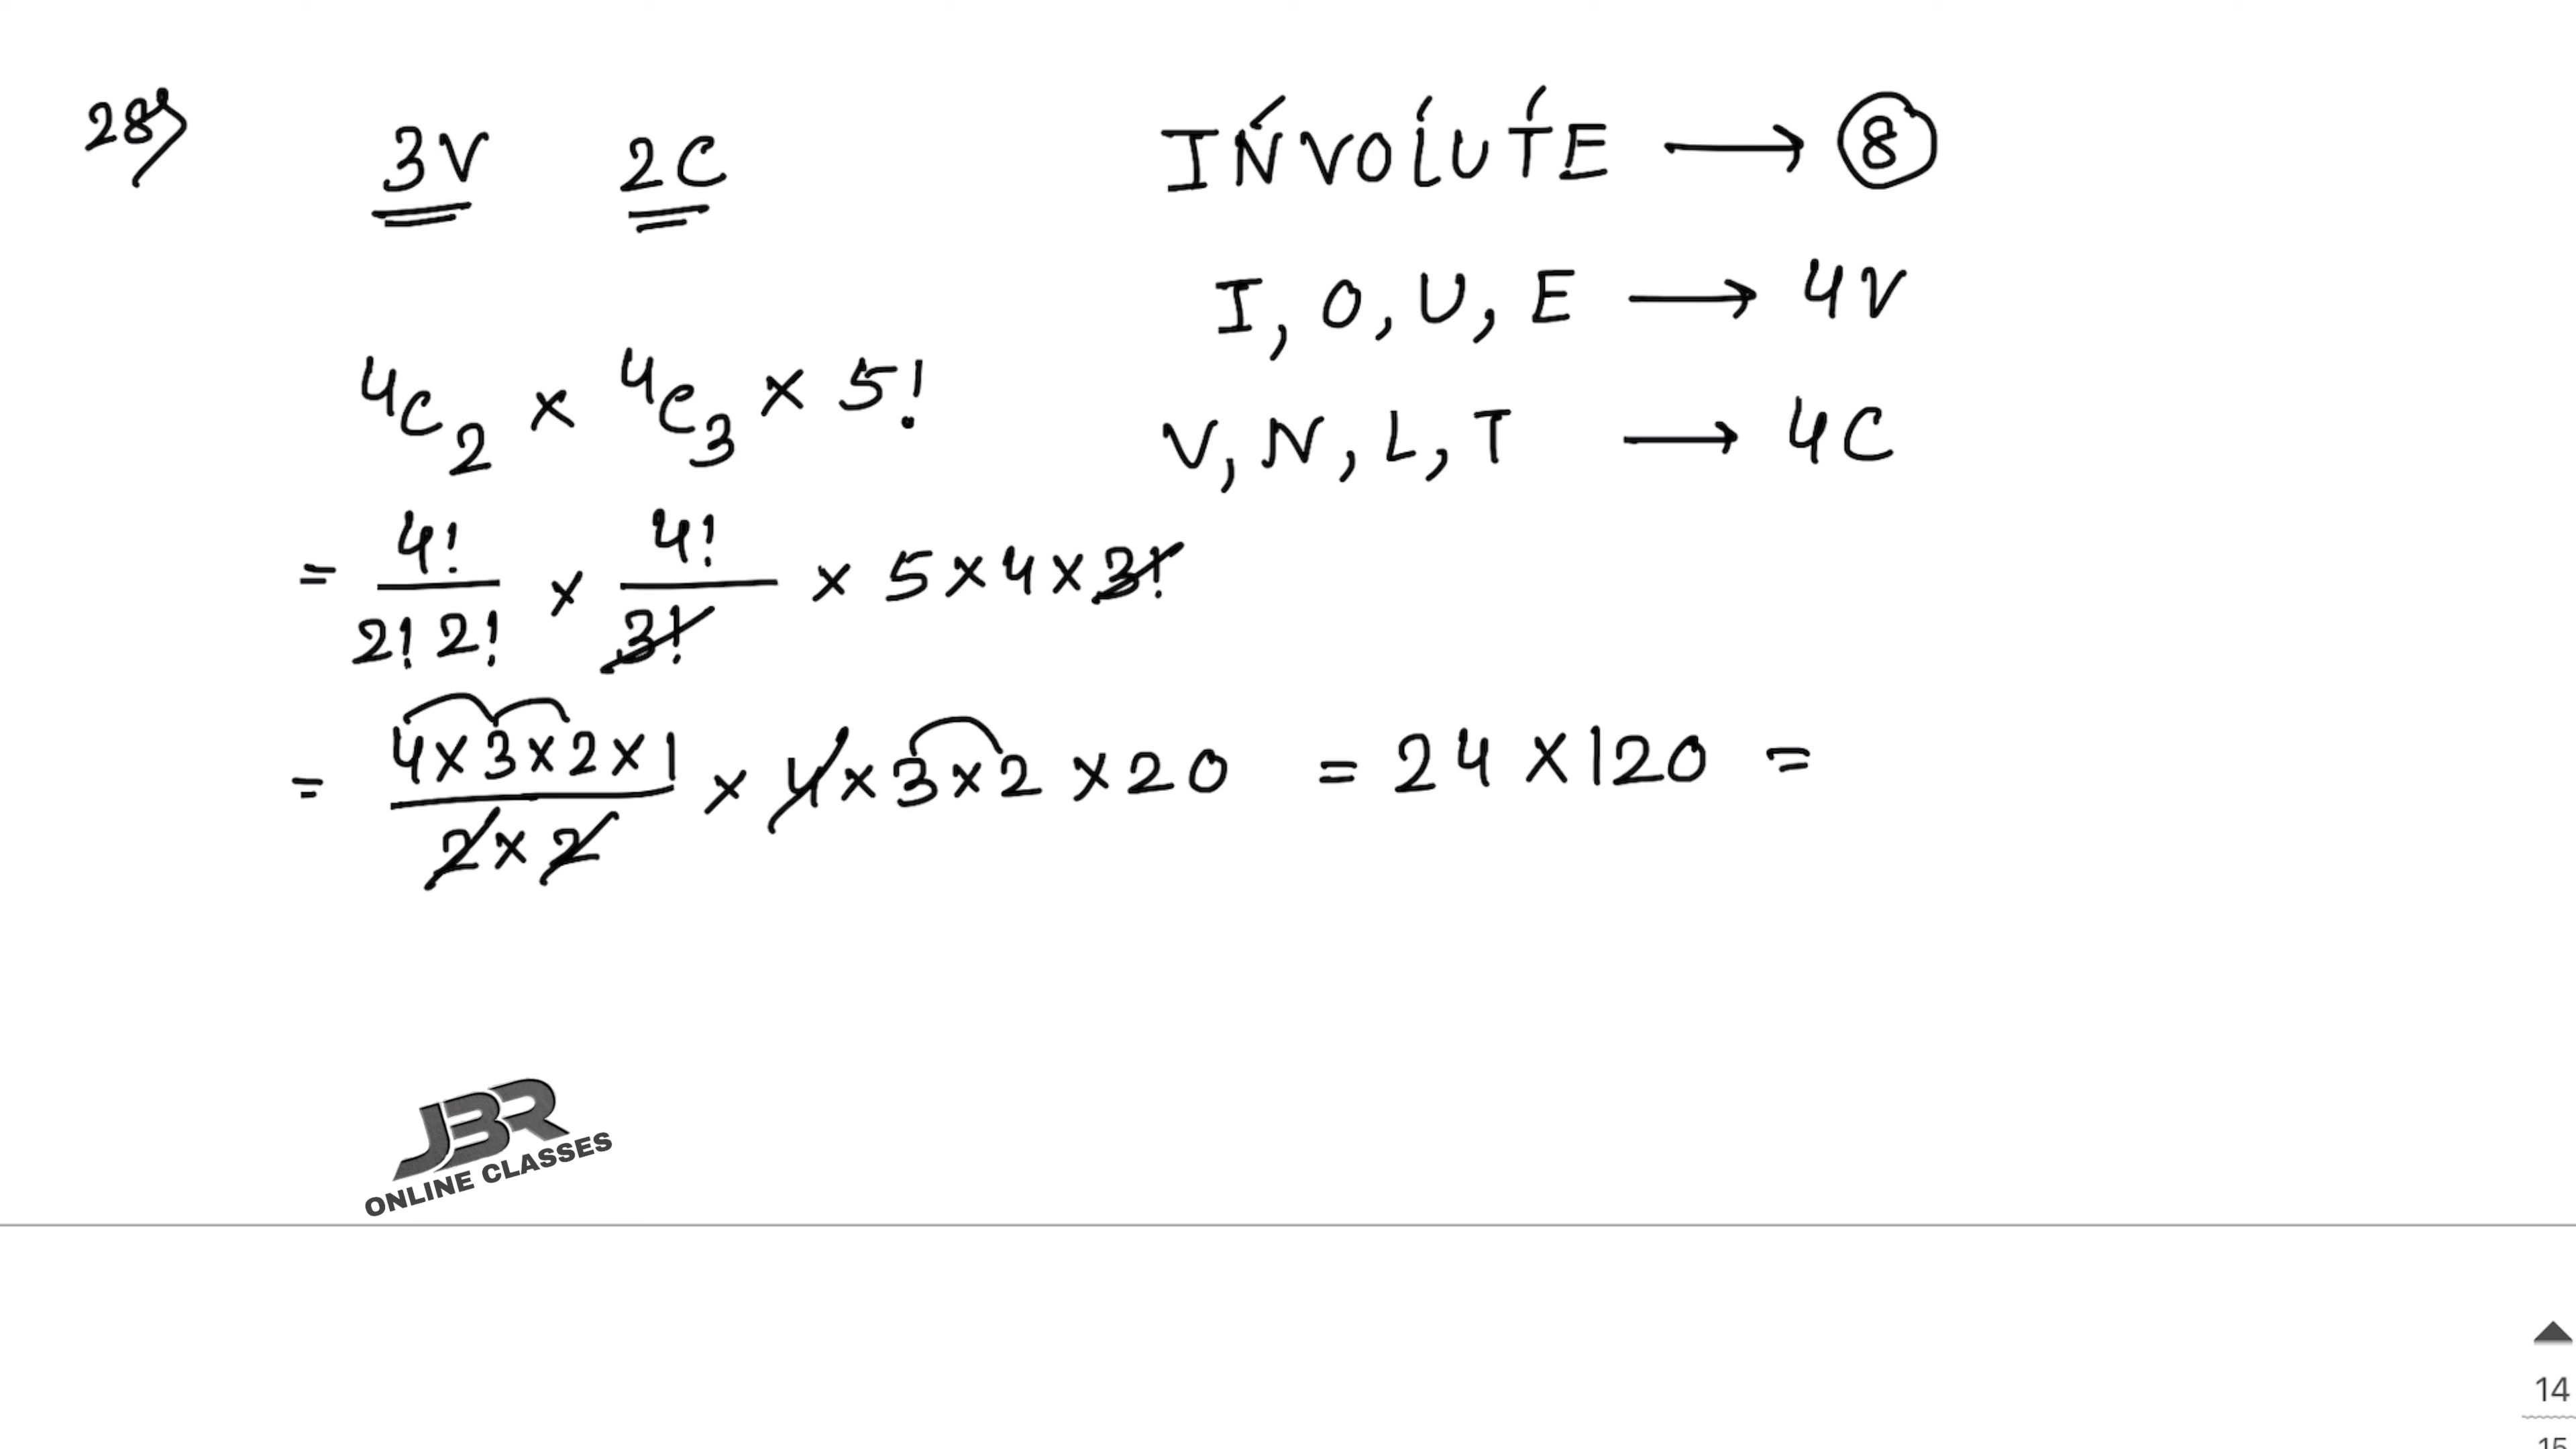 28)
3V 2C
INVOLUTE → 8
I, O, U, E → 4V
⁴C₂ × ⁴C₃ × 5!
V, N, L, T → 4C
= 4!/2! 2! × 4!/3! × 5×4×3!
= 4×3×2×1/2×2 × 4×3×2 ×20 = 24 ×120 =
JBR
ONLINE CLASSES
14